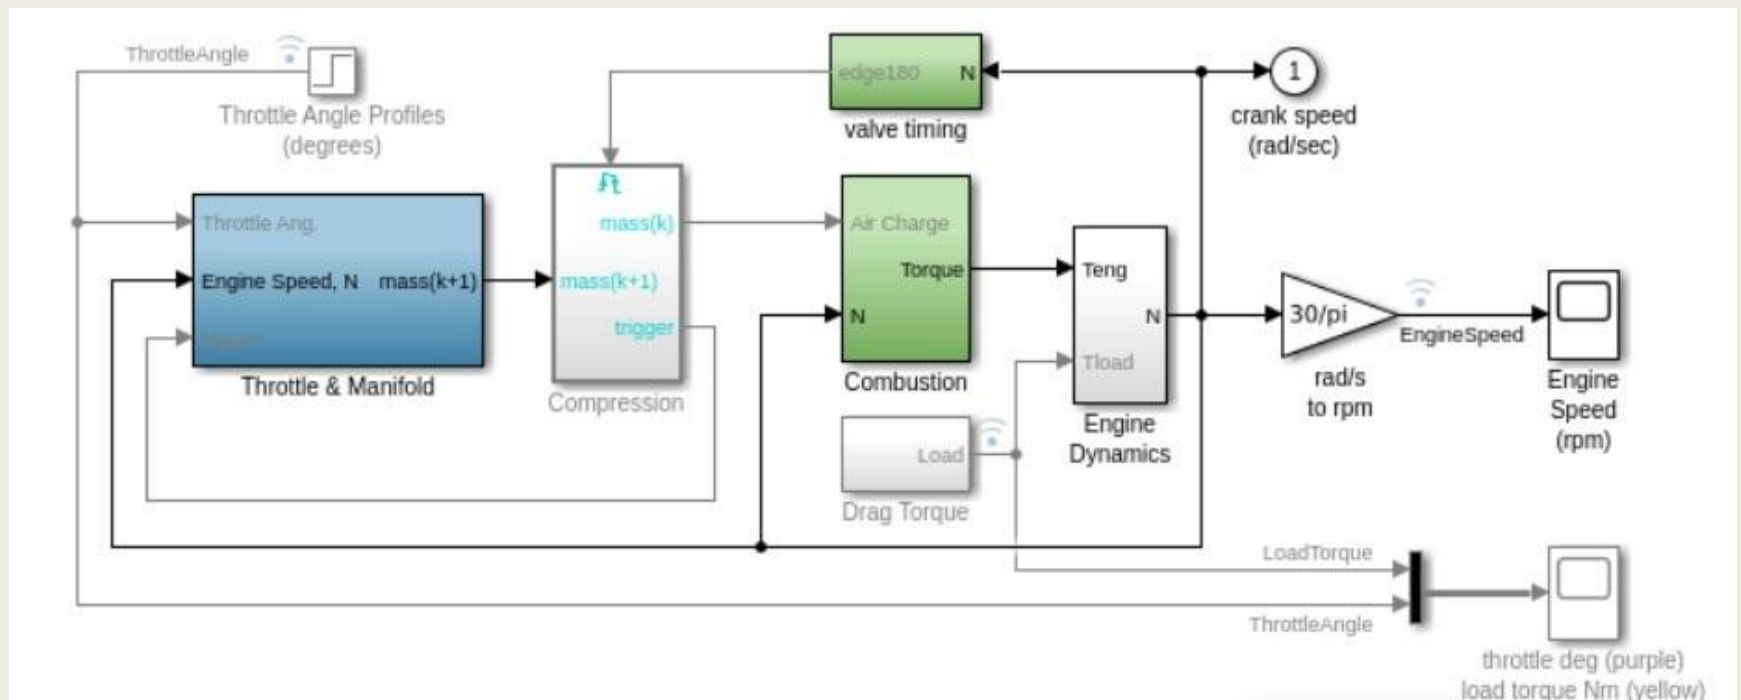 ThrottleAngle
Throttle Angle Profiles
(degrees)
edge180 N
valve timing
1
crank speed
(rad/sec)
Throttle Ang.
Engine Speed, N mass(k+1)
Throttle & Manifold
mass(k)
mass(k+1)
trigger
Compression
Air Charge
Torque
N
Combustion
Load
Drag Torque
Teng
N
Tload
Engine
Dynamics
30/pi
rad/s
to rpm
EngineSpeed
Engine
Speed
(rpm)
LoadTorque
ThrottleAngle
throttle deg (purple)
load torque Nm (yellow)